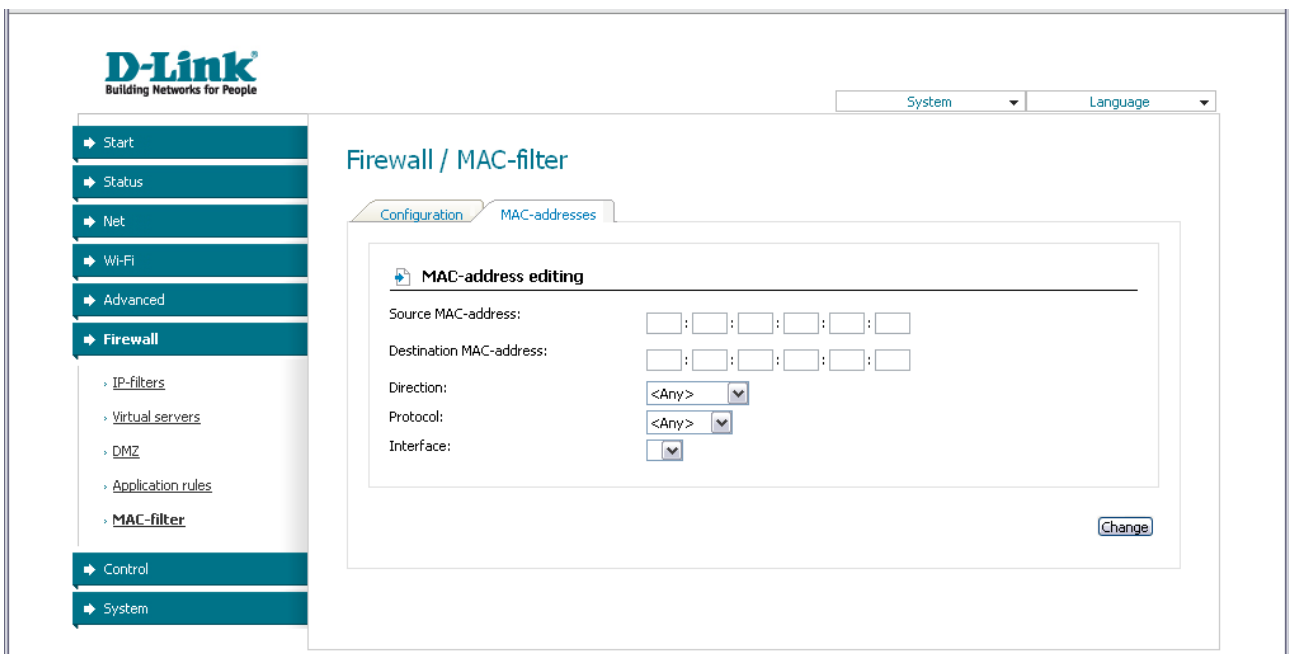 D-Link
Building Networks for People
System Language
Start
Status
Net
Wi-Fi
Advanced
Firewall
IP-filters
Virtual servers
DMZ
Application rules
MAC-filter
Control
System
Firewall / MAC-filter
Configuration MAC-addresses
MAC-address editing
Source MAC-address: : : : : :
Destination MAC-address: : : : : :
Direction: <Any>
Protocol: <Any>
Interface:
Change